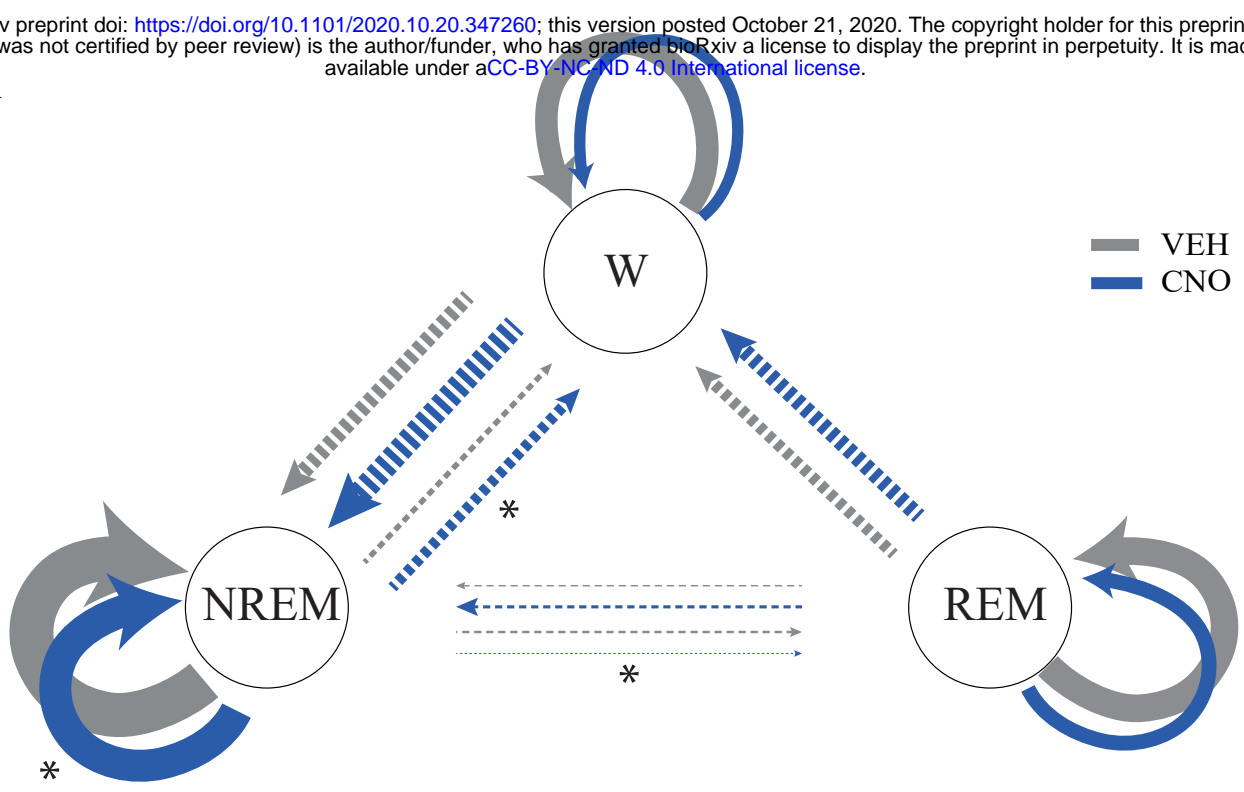 v preprint doi: https://doi.org/10.1101/2020.10.20.347260; this version posted October 21, 2020. The copyright holder for this preprin
was not certified by peer review) is the author/funder, who has granted bioRxiv a license to display the preprint in perpetuity. It is mad
available under aCC-BY-NC-ND 4.0 International license.
VEH
CNO
W
*
NREM
REM
*
*